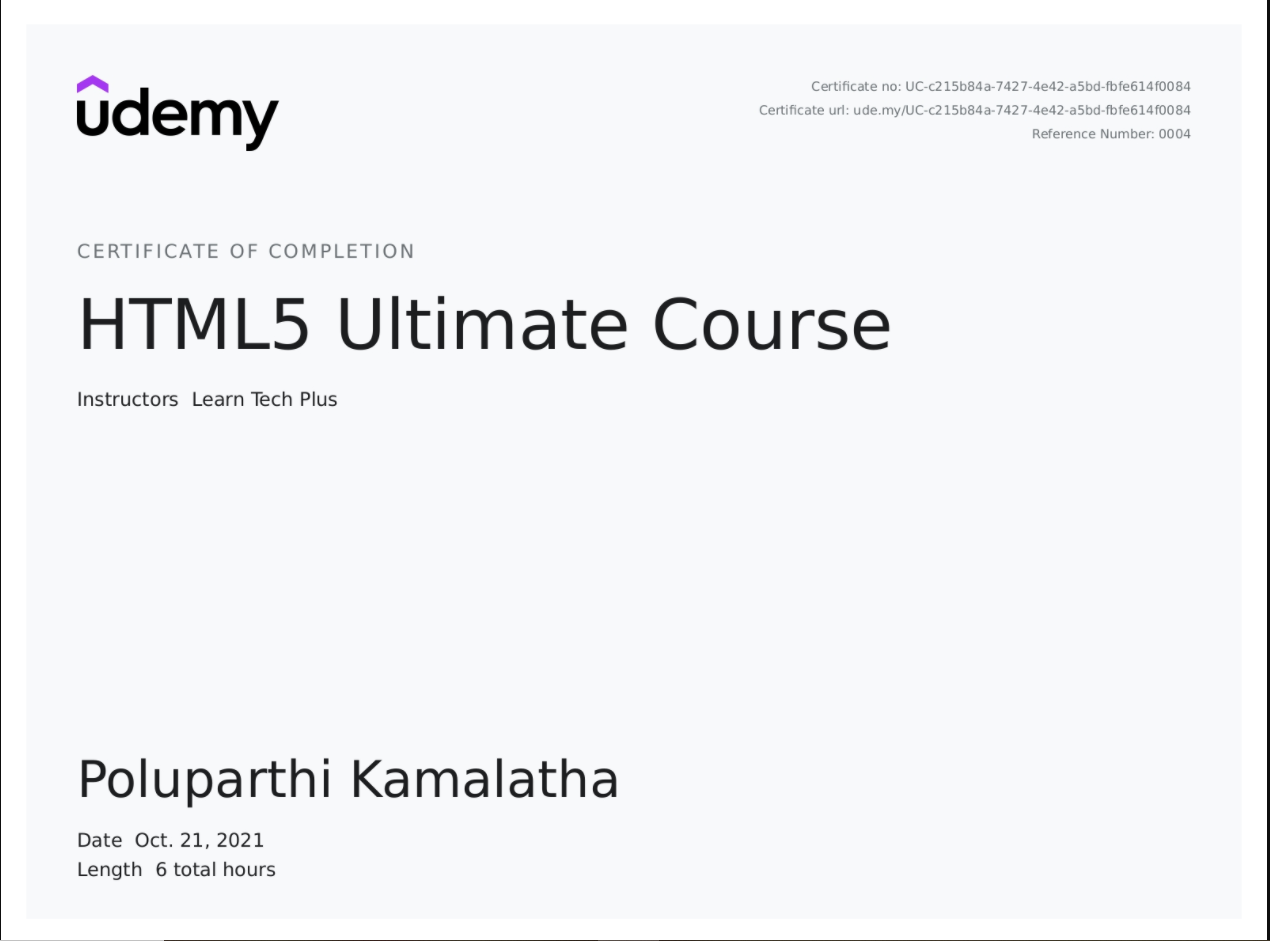 udemy
Certificate no: UC-c215b84a-7427-4e42-a5bd-fbfe614f0084
Certificate url: ude.my/UC-c215b84a-7427-4e42-a5bd-fbfe614f0084
Reference Number: 0004
CERTIFICATE OF COMPLETION
HTML5 Ultimate Course
Instructors Learn Tech Plus
Poluparthi Kamalatha
Date Oct. 21, 2021
Length 6 total hours